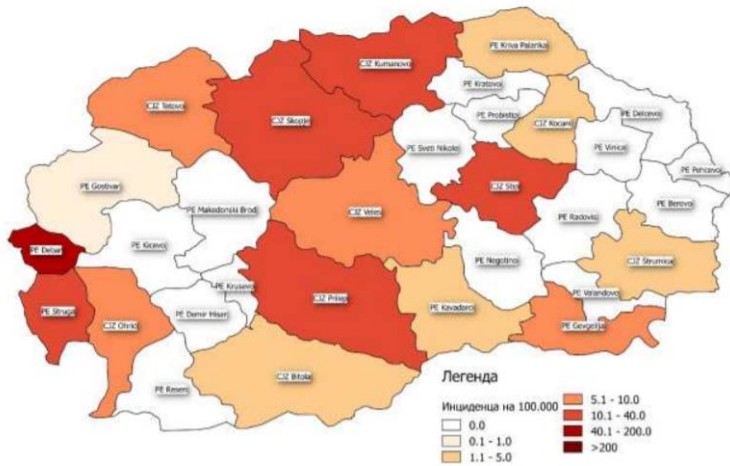 PE Kriva Palanka
CJZ Kumanovo
PE Kratovo
CJZ Tetovo
CJZ Skopje
PE Probistip
PE Delcevo
CJZ Kocani
PE Sveti Nikole
PE Vinica
PE Pehcevo
CJZ Stip
PE Gostivar
PE Berovo
PE Makedonski Brod
CJZ Veles
PE Radovis
PE Kicevo
PE Debar
PE Negotino
CJZ Strumica
PE Krusevo
PE Valandovo
CJZ Prilep
PE Struga
PE Kavadarci
PE Demir Hisar
CJZ Ohrid
PE Gevgelija
CJZ Bitola
PE Resen
Легенда
Инциденца на 100.000
0.0
0.1 - 1.0
1.1 - 5.0
5.1 - 10.0
10.1 - 40.0
40.1 - 200.0
>200